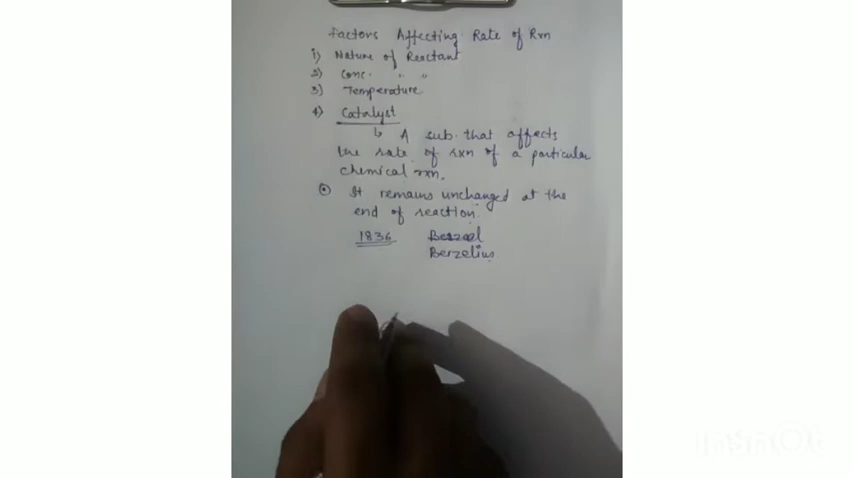 Factors Affecting Rate of Rxn
1) Nature of Reactant
2) Conc. " "
3) Temperature
4) Catalyst
↳ A sub. that affects
the rate of rxn of a particular
chemical rxn.
It remains unchanged at the
end of reaction.
1836
Berzelius